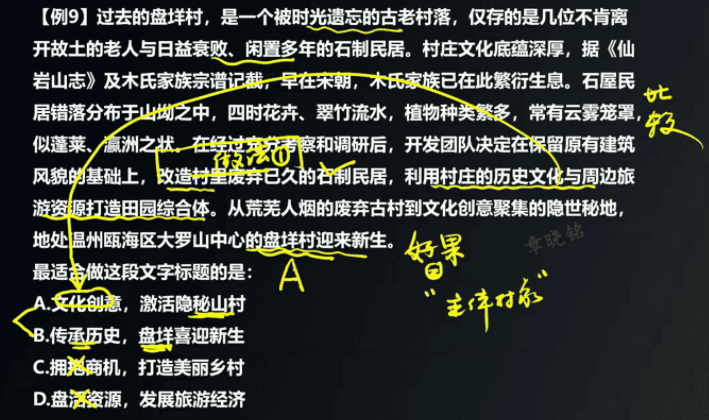 【例9】过去的盘垟村，是一个被时光遗忘的古老村落，仅存的是几位不肯离
开故土的老人与日益衰败、闲置多年的石制民居。村庄文化底蕴深厚，据《仙
岩山志》及木氏家族宗谱记载，早在宋朝，木氏家族已在此繁衍生息。石屋民
居错落分布于山坳之中，四时花卉、翠竹流水，植物种类繁多，常有云雾笼罩，
似蓬莱、瀛洲之状。在经过充分考察和调研后，开发团队决定在保留原有建筑
风貌的基础上，改造村里废弃已久的石制民居，利用村庄的历史文化与周边旅
游资源打造田园综合体。从荒芜人烟的废弃古村到文化创意聚集的隐世秘地，
地处温州瓯海区大罗山中心的盘垟村迎来新生。
最适合做这段文字标题的是：
A.文化创意，激活隐秘山村
B.传承历史，盘垟喜迎新生
C.拥抱商机，打造美丽乡村
D.盘活资源，发展旅游经济
比较
做法①
好果
②
"主体村家"
A
章晓铭